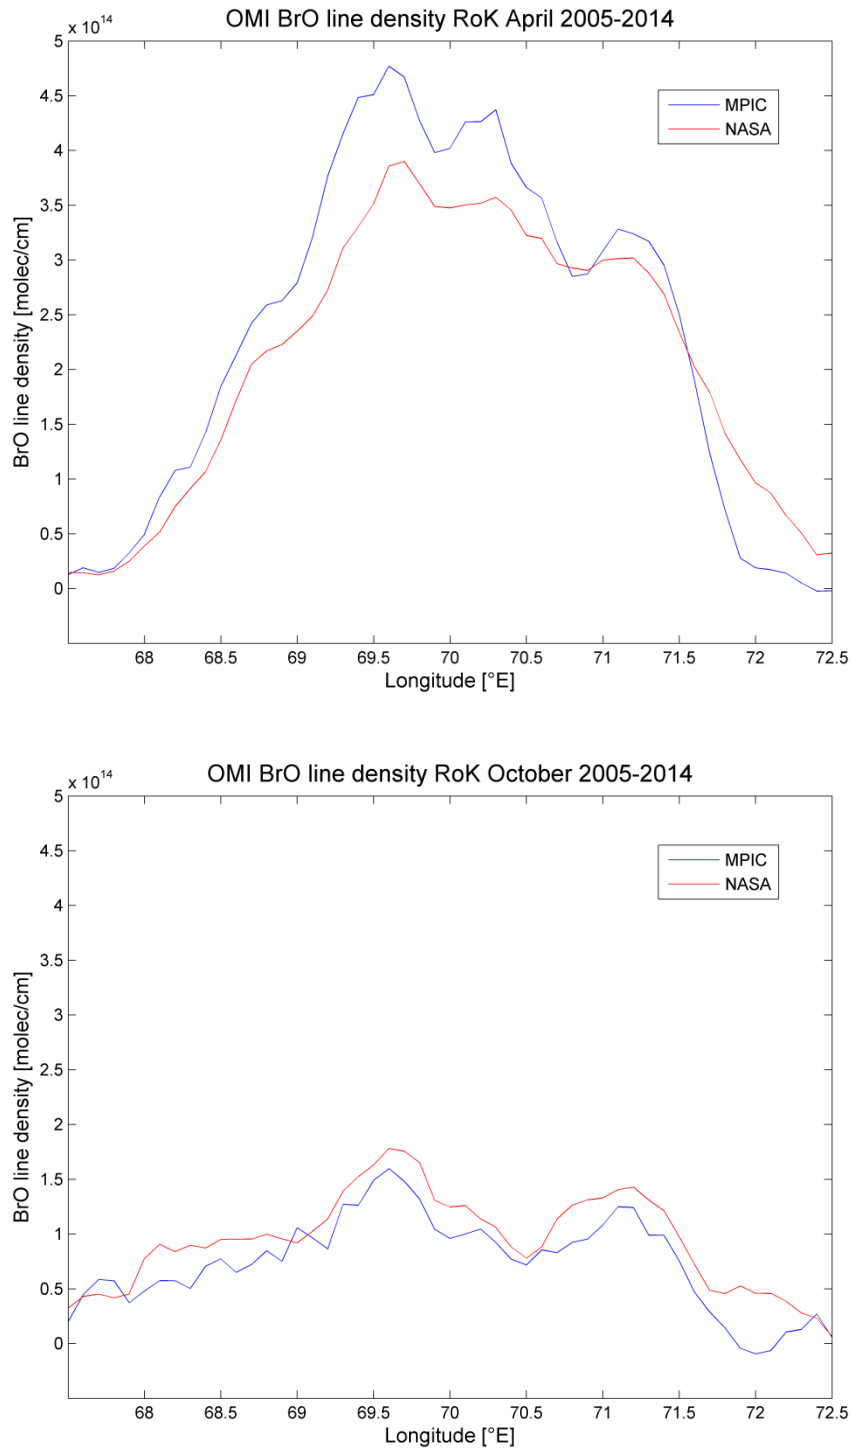 OMI BrO line density RoK April 2005-2014
x 10^14
5
4.5
4
3.5
3
2.5
2
1.5
1
0.5
0
BrO line density [molec/cm]
MPIC
NASA
68 68.5 69 69.5 70 70.5 71 71.5 72 72.5
Longitude [°E]
OMI BrO line density RoK October 2005-2014
x 10^14
5
4.5
4
3.5
3
2.5
2
1.5
1
0.5
0
BrO line density [molec/cm]
MPIC
NASA
68 68.5 69 69.5 70 70.5 71 71.5 72 72.5
Longitude [°E]